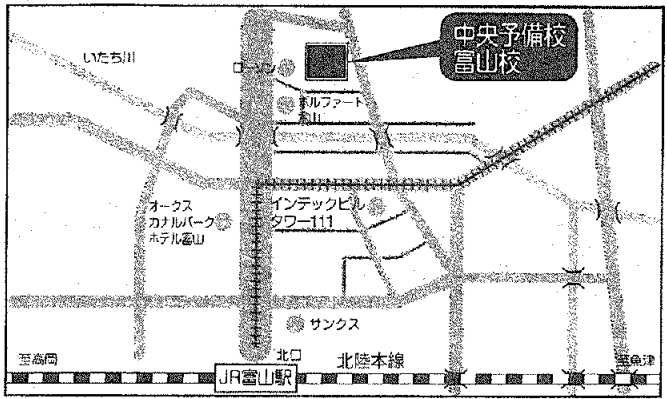 中央予備校
富山校
いたち川
ローソン
ボルファート
富山
オークス
カナルパーク
ホテル富山
インテックビル
タワー111
サンクス
至高岡
北口
北陸本線
至魚津
JR富山駅